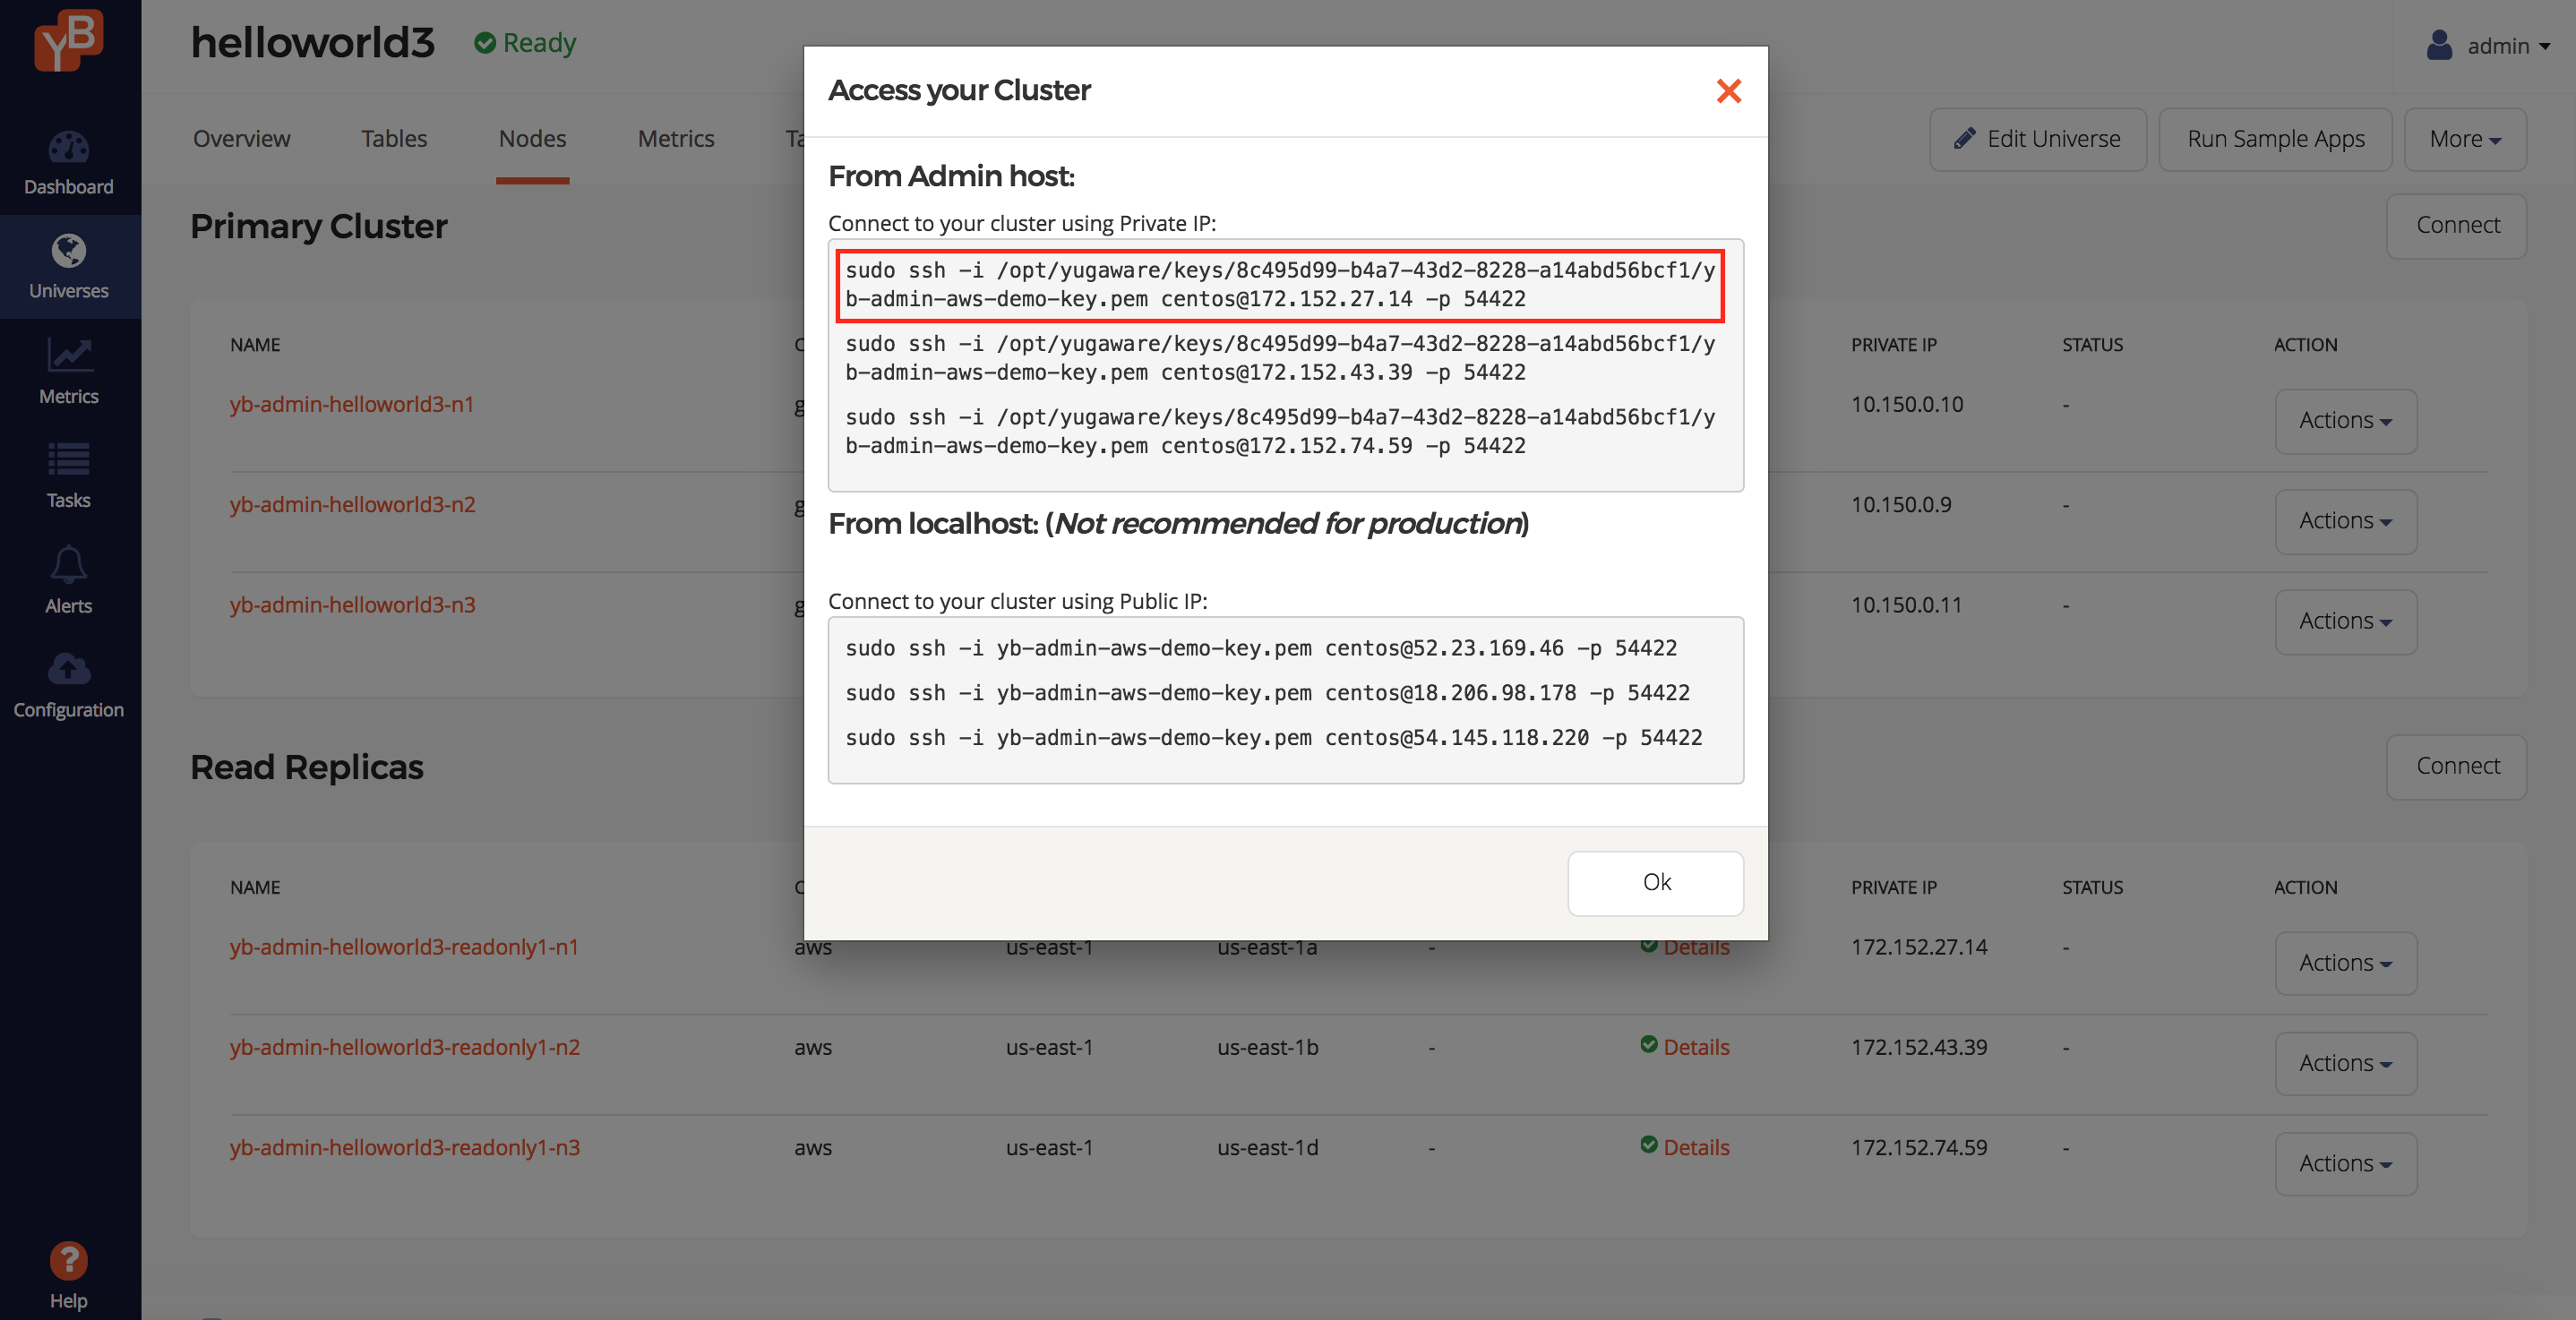 YB
helloworld3 Ready
admin
Overview Tables Nodes Metrics Ta
Edit Universe Run Sample Apps More
Dashboard
Universes
Metrics
Tasks
Alerts
Configuration
Help
Primary Cluster Connect
NAME PRIVATE IP STATUS ACTION
yb-admin-helloworld3-n1 10.150.0.10 - Actions
yb-admin-helloworld3-n2 10.150.0.9 - Actions
yb-admin-helloworld3-n3 10.150.0.11 - Actions
Access your Cluster
From Admin host:
Connect to your cluster using Private IP:
sudo ssh -i /opt/yugaware/keys/8c495d99-b4a7-43d2-8228-a14abd56bcf1/y
b-admin-aws-demo-key.pem centos@172.152.27.14 -p 54422
sudo ssh -i /opt/yugaware/keys/8c495d99-b4a7-43d2-8228-a14abd56bcf1/y
b-admin-aws-demo-key.pem centos@172.152.43.39 -p 54422
sudo ssh -i /opt/yugaware/keys/8c495d99-b4a7-43d2-8228-a14abd56bcf1/y
b-admin-aws-demo-key.pem centos@172.152.74.59 -p 54422
From localhost: (Not recommended for production)
Connect to your cluster using Public IP:
sudo ssh -i yb-admin-aws-demo-key.pem centos@52.23.169.46 -p 54422
sudo ssh -i yb-admin-aws-demo-key.pem centos@18.206.98.178 -p 54422
sudo ssh -i yb-admin-aws-demo-key.pem centos@54.145.118.220 -p 54422
Ok
Read Replicas Connect
NAME PRIVATE IP STATUS ACTION
yb-admin-helloworld3-readonly1-n1 aws us-east-1 us-east-1a - Details 172.152.27.14 - Actions
yb-admin-helloworld3-readonly1-n2 aws us-east-1 us-east-1b - Details 172.152.43.39 - Actions
yb-admin-helloworld3-readonly1-n3 aws us-east-1 us-east-1d - Details 172.152.74.59 - Actions